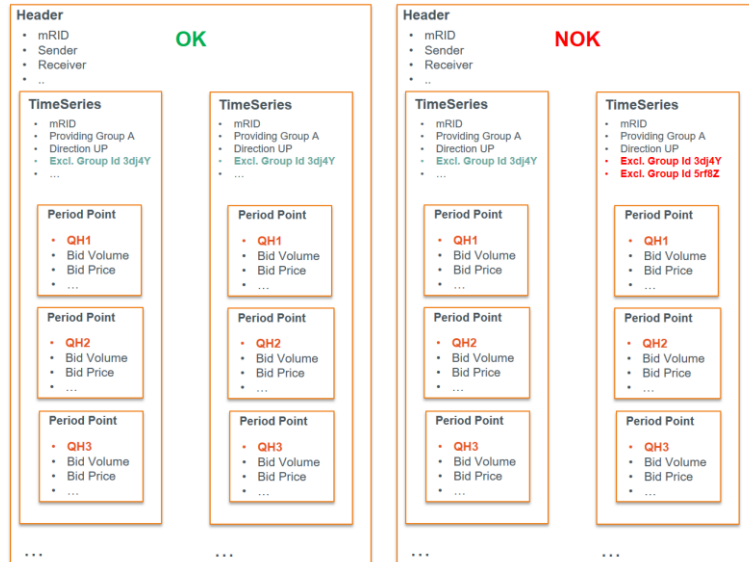 Header
• mRID
• Sender
• Receiver
• ..
OK
TimeSeries
• mRID
• Providing Group A
• Direction UP
• Excl. Group Id 3dj4Y
• …
Period Point
• QH1
• Bid Volume
• Bid Price
• …
Period Point
• QH2
• Bid Volume
• Bid Price
• …
Period Point
• QH3
• Bid Volume
• Bid Price
• …
…
TimeSeries
• mRID
• Providing Group A
• Direction UP
• Excl. Group Id 3dj4Y
• …
Period Point
• QH1
• Bid Volume
• Bid Price
• …
Period Point
• QH2
• Bid Volume
• Bid Price
• …
Period Point
• QH3
• Bid Volume
• Bid Price
• …
…
Header
• mRID
• Sender
• Receiver
• ..
NOK
TimeSeries
• mRID
• Providing Group A
• Direction UP
• Excl. Group Id 3dj4Y
• …
Period Point
• QH1
• Bid Volume
• Bid Price
• …
Period Point
• QH2
• Bid Volume
• Bid Price
• …
Period Point
• QH3
• Bid Volume
• Bid Price
• …
…
TimeSeries
• mRID
• Providing Group A
• Direction UP
• Excl. Group Id 3dj4Y
• Excl. Group Id 5rf8Z
Period Point
• QH1
• Bid Volume
• Bid Price
• …
Period Point
• QH2
• Bid Volume
• Bid Price
• …
Period Point
• QH3
• Bid Volume
• Bid Price
• …
…